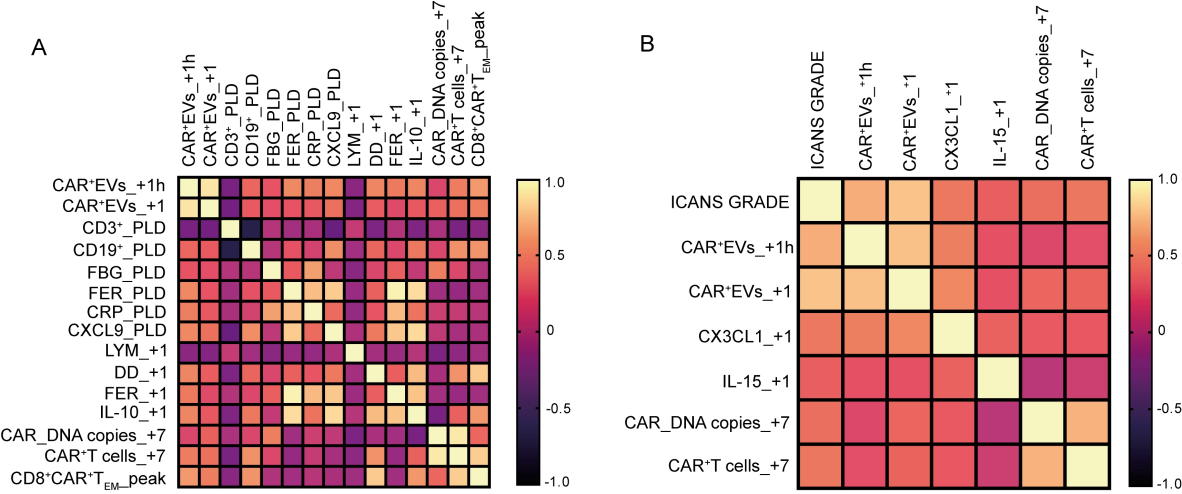 A
CAR⁺EVs_+1h
CAR⁺EVs_+1
CD3⁺_PLD
CD19⁺_PLD
FBG_PLD
FER_PLD
CRP_PLD
CXCL9_PLD
LYM_+1
DD_+1
FER_+1
IL-10_+1
CAR_DNA copies_+7
CAR⁺T cells_+7
CD8⁺CAR⁺T_EM_peak
CAR⁺EVs_+1h
CAR⁺EVs_+1
CD3⁺_PLD
CD19⁺_PLD
FBG_PLD
FER_PLD
CRP_PLD
CXCL9_PLD
LYM_+1
DD_+1
FER_+1
IL-10_+1
CAR_DNA copies_+7
CAR⁺T cells_+7
CD8⁺CAR⁺T_EM_peak
1.0
0.5
0
-0.5
-1.0
B
ICANS GRADE
CAR⁺EVs_⁺1h
CAR⁺EVs_⁺1
CX3CL1_⁺1
IL-15_+1
CAR_DNA copies_+7
CAR⁺T cells_+7
ICANS GRADE
CAR⁺EVs_+1h
CAR⁺EVs_+1
CX3CL1_+1
IL-15_+1
CAR_DNA copies_+7
CAR⁺T cells_+7
1.0
0.5
0
-0.5
-1.0